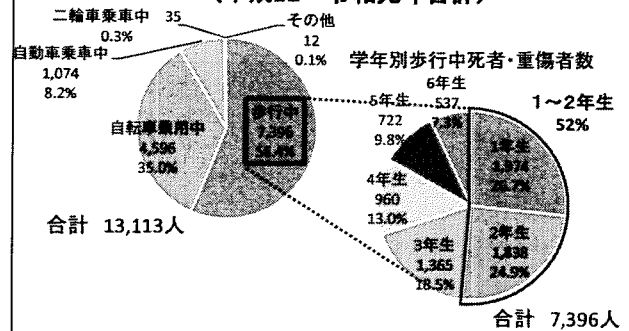 二輪車乗車中 35
0.3%
その他
12
0.1%
自動車乗車中
1,074
8.2%
歩行中
7,396
56.4%
自転車乗用中
4,596
35.0%
合計 13,113人
学年別歩行中死者・重傷者数
6年生
537
7.3%
1～2年生
52%
5年生
722
9.8%
1年生
1,974
26.7%
4年生
960
13.0%
3年生
1,365
18.5%
2年生
1,838
24.9%
合計 7,396人